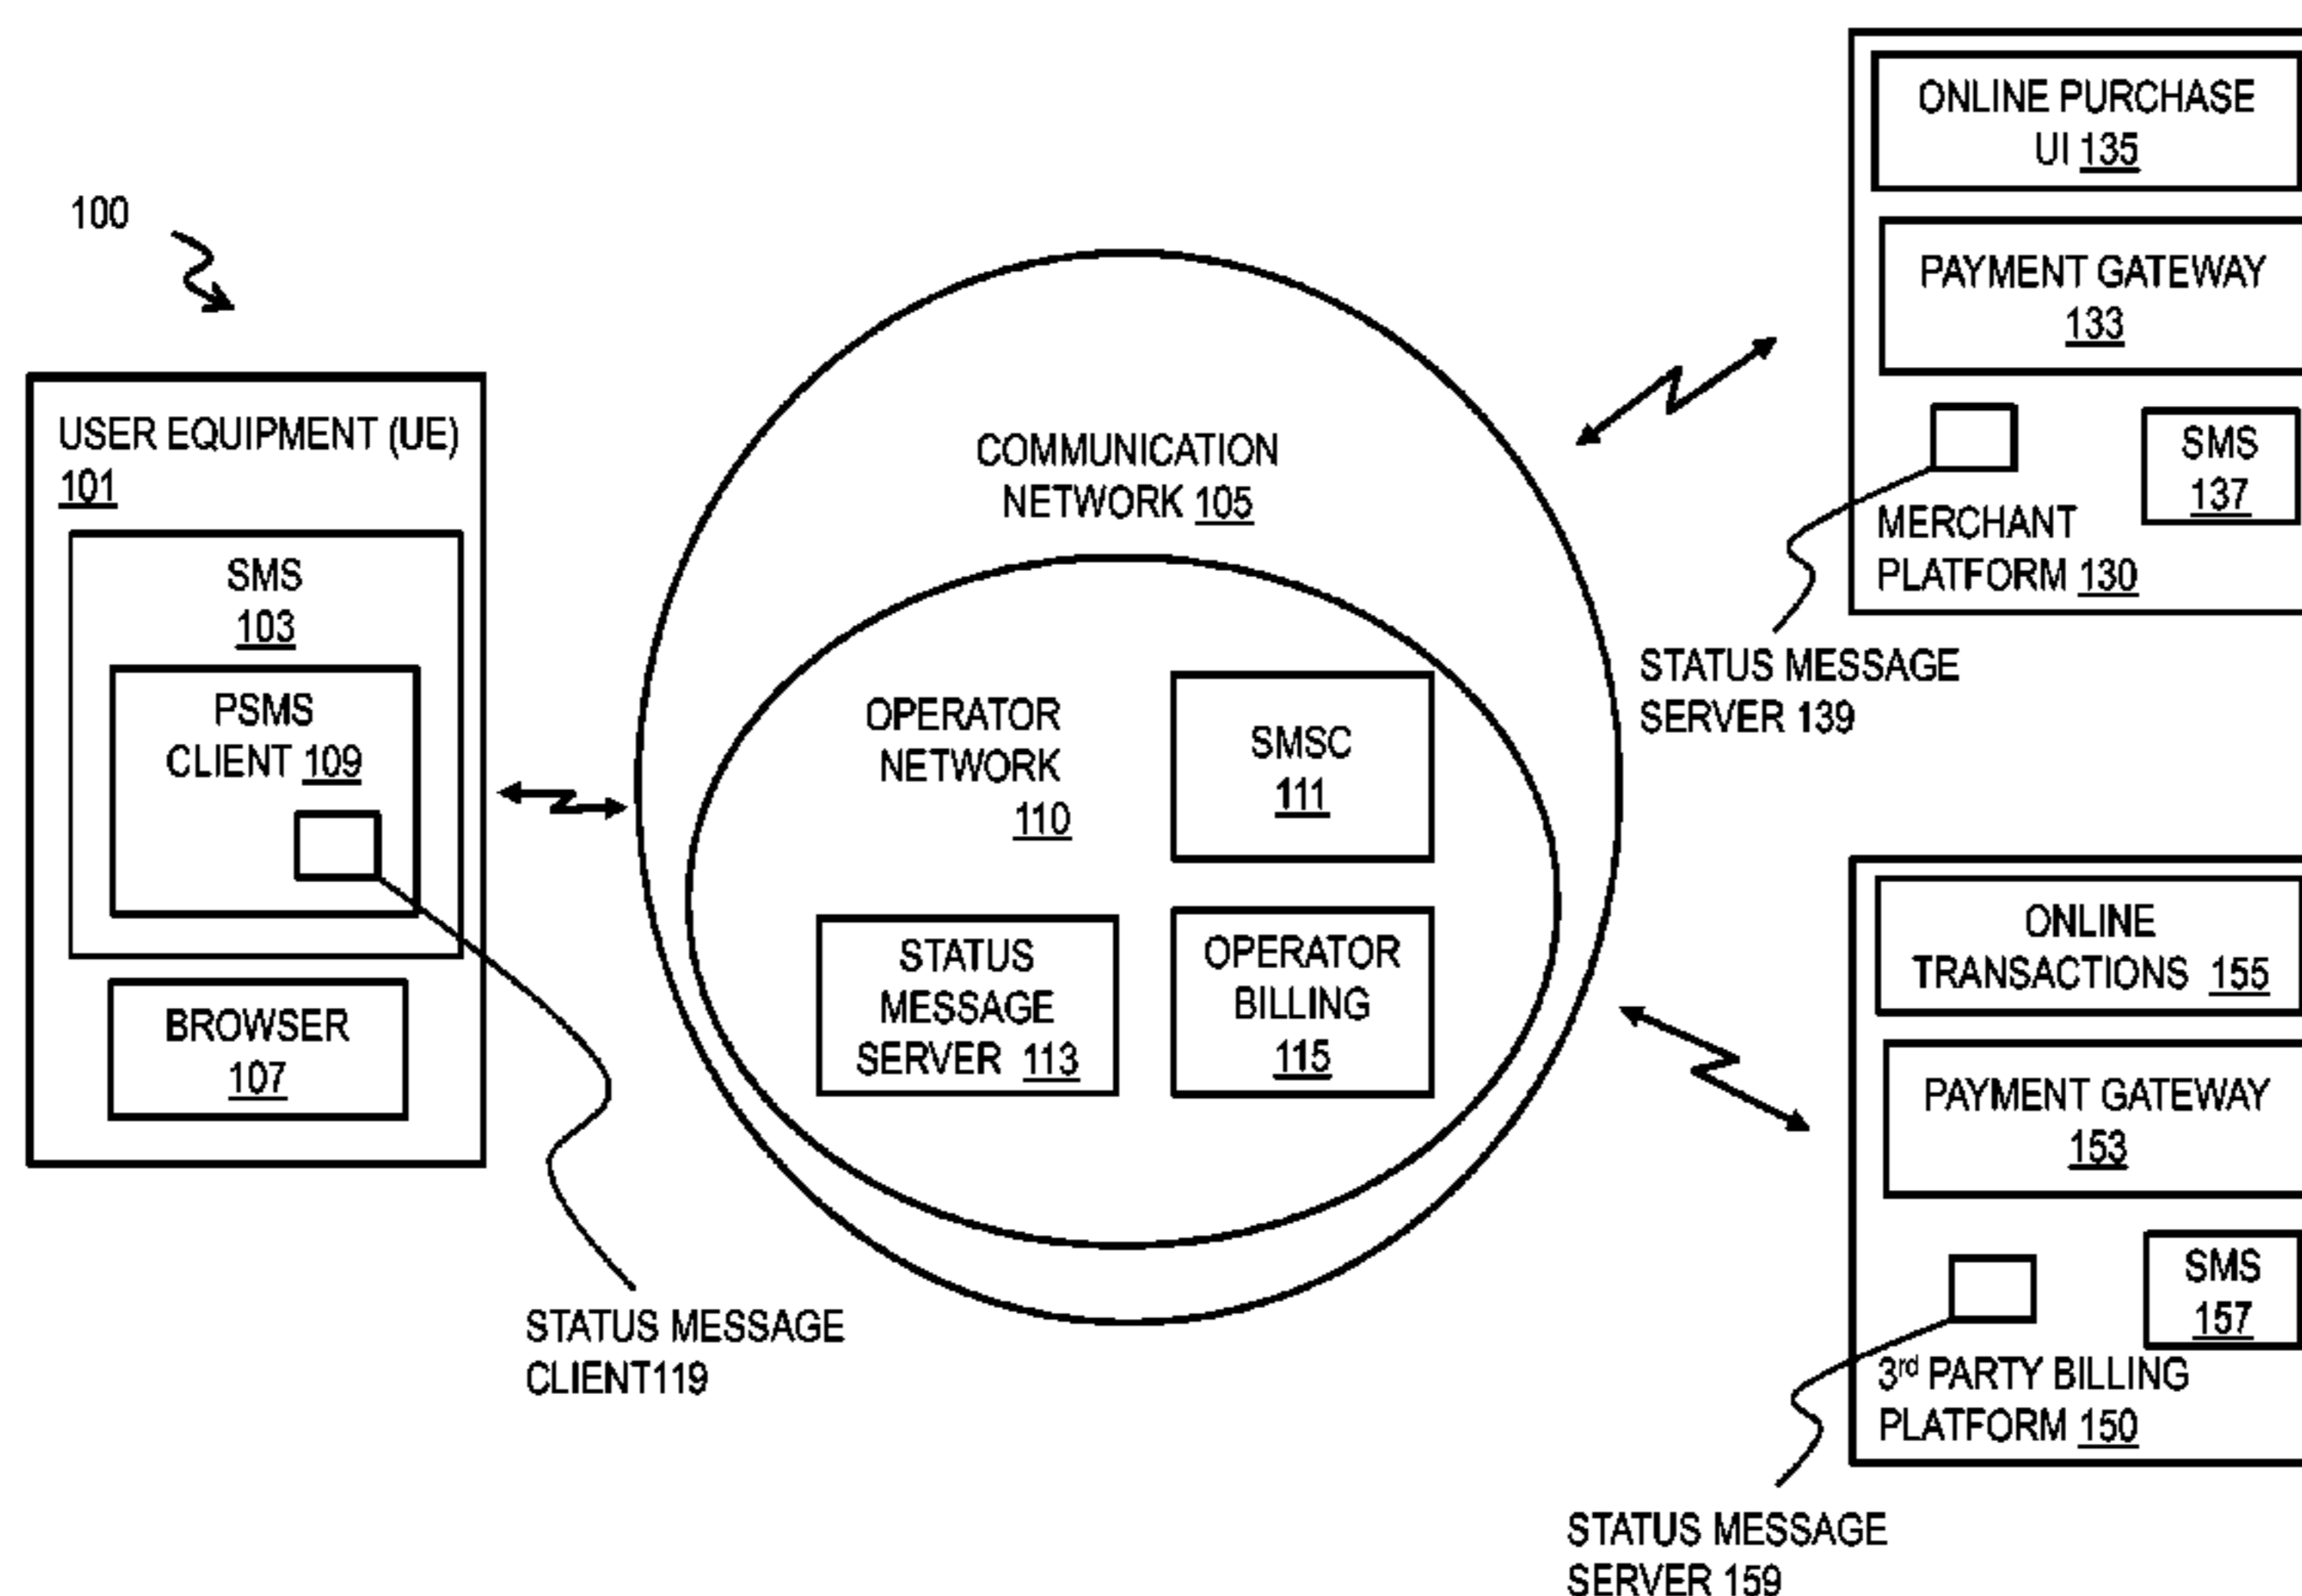 100
USER EQUIPMENT (UE)
101
SMS
103
PSMS
CLIENT 109
BROWSER
107
STATUS MESSAGE
CLIENT119
COMMUNICATION
NETWORK 105
OPERATOR
NETWORK
110
SMSC
111
STATUS
MESSAGE
SERVER 113
OPERATOR
BILLING
115
ONLINE PURCHASE
UI 135
PAYMENT GATEWAY
133
SMS
137
MERCHANT
PLATFORM 130
STATUS MESSAGE
SERVER 139
ONLINE
TRANSACTIONS 155
PAYMENT GATEWAY
153
SMS
157
3rd PARTY BILLING
PLATFORM 150
STATUS MESSAGE
SERVER 159